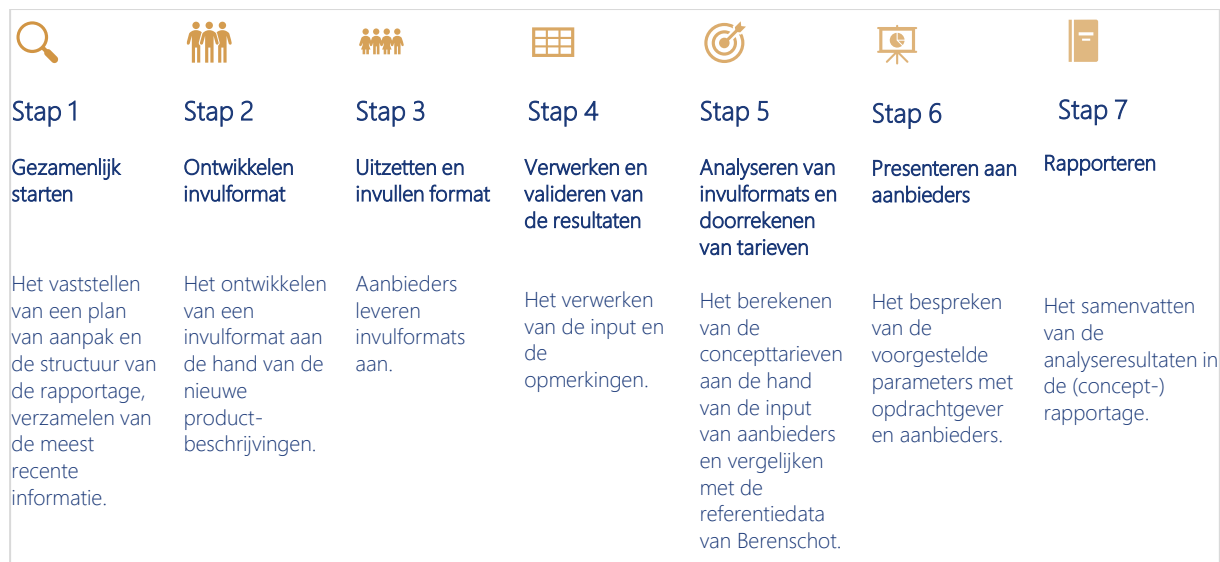 Stap 1
Gezamenlijk
starten
Het vaststellen
van een plan
van aanpak en
de structuur van
de rapportage,
verzamelen van
de meest
recente
informatie.
Stap 2
Ontwikkelen
invulformat
Het ontwikkelen
van een
invulformat aan
de hand van de
nieuwe
product-
beschrijvingen.
Stap 3
Uitzetten en
invullen format
Aanbieders
leveren
invulformats
aan.
Stap 4
Verwerken en
valideren van
de resultaten
Het verwerken
van de input en
de
opmerkingen.
Stap 5
Analyseren van
invulformats en
doorrekenen
van tarieven
Het berekenen
van de
concepttarieven
aan de hand
van de input
van aanbieders
en vergelijken
met de
referentiedata
van Berenschot.
Stap 6
Presenteren aan
aanbieders
Het bespreken
van de
voorgestelde
parameters met
opdrachtgever
en aanbieders.
Stap 7
Rapporteren
Het samenvatten
van de
analyseresultaten in
de (concept-)
rapportage.